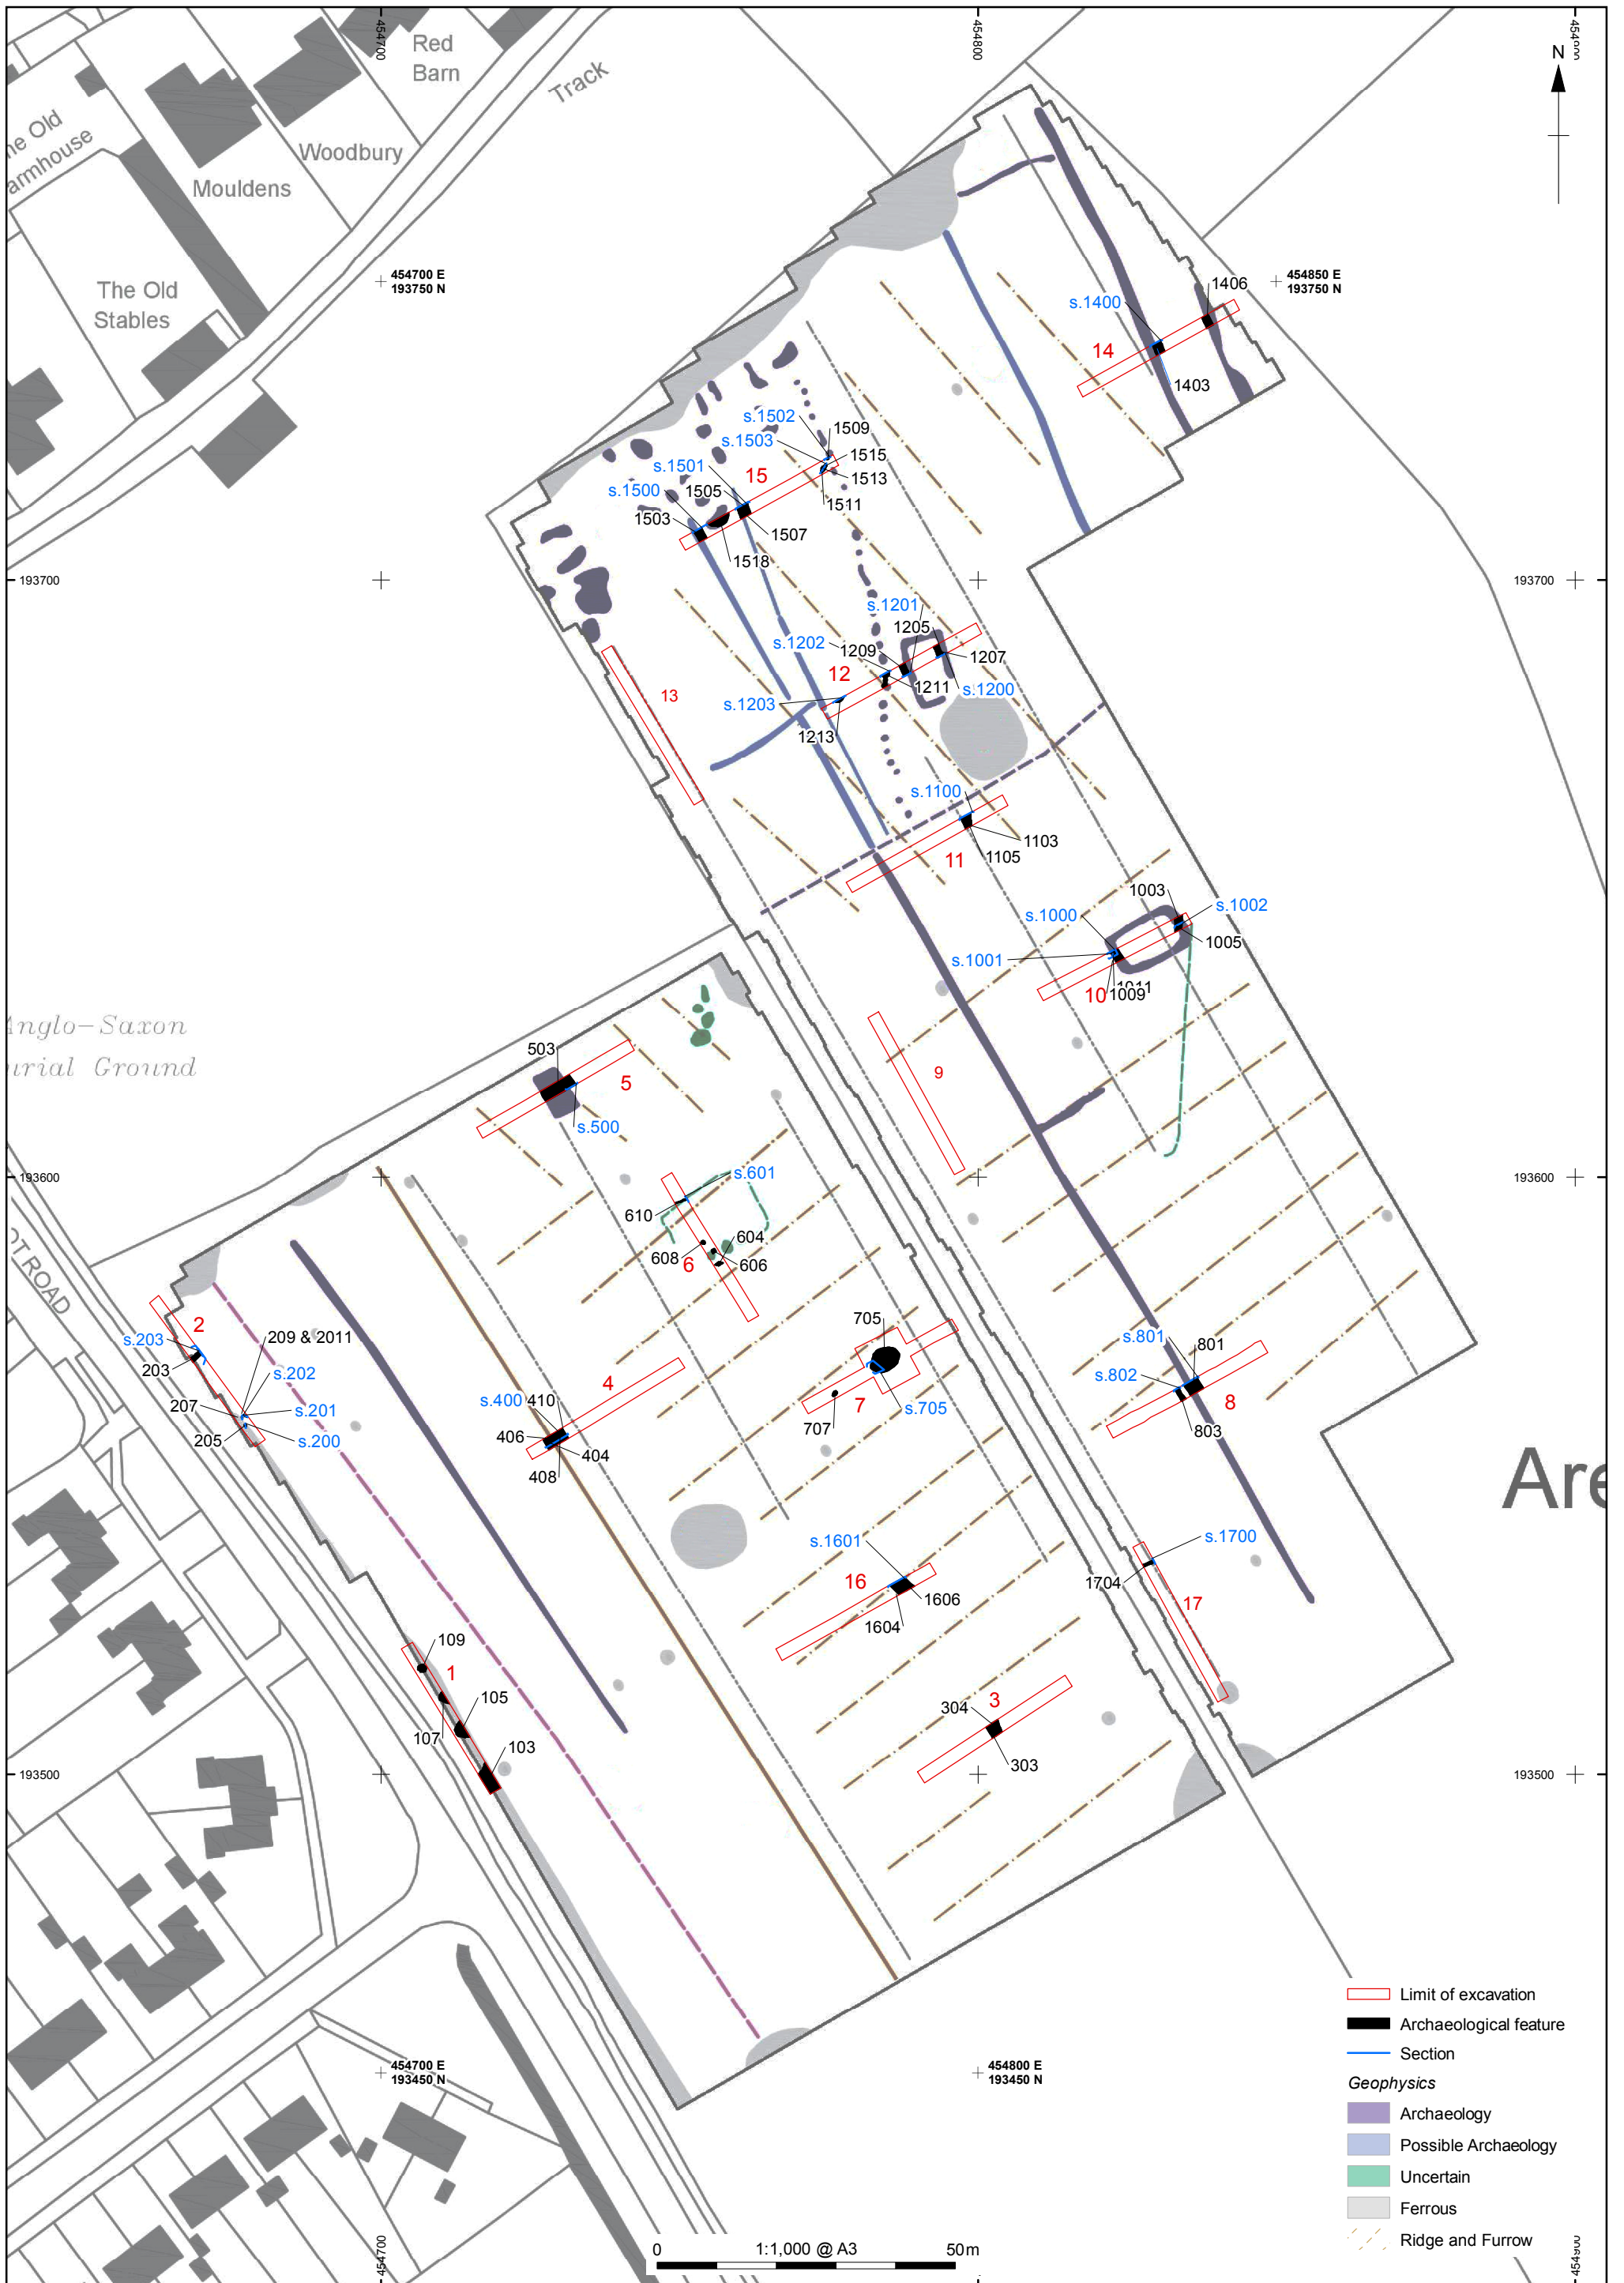 454700
454800
454900
N
Red
Barn
Track
he Old
armhouse
Woodbury
Mouldens
454700 E
193750 N
454850 E
193750 N
The Old
Stables
1406
s.1400
14
1403
s.1502
1509
s.1503
1515
s.1501
15
1513
s.1500
1505
1511
1503
1507
1518
193700
193700
s.1201
1205
s.1202
1209
1207
12
1211
s.1200
13
s.1203
1213
s.1100
1103
11
1105
1003
s.1000
s.1002
1005
s.1001
10
1009
1011
Anglo-Saxon
urial Ground
503
9
5
s.500
193600
193600
s.601
610
604
608
6
606
OT ROAD
2
705
s.203
209 & 2011
s.801
801
203
s.202
s.802
4
207
s.201
s.400
410
7
s.705
8
205
s.200
406
707
803
404
408
Are
s.1601
s.1700
16
1704
1606
17
1604
109
1
105
304
3
107
103
303
193500
193500
Limit of excavation
Archaeological feature
Section
454700 E
193450 N
454800 E
193450 N
Geophysics
Archaeology
Possible Archaeology
Uncertain
Ferrous
Ridge and Furrow
0
1:1,000 @ A3
50m
454700
454900